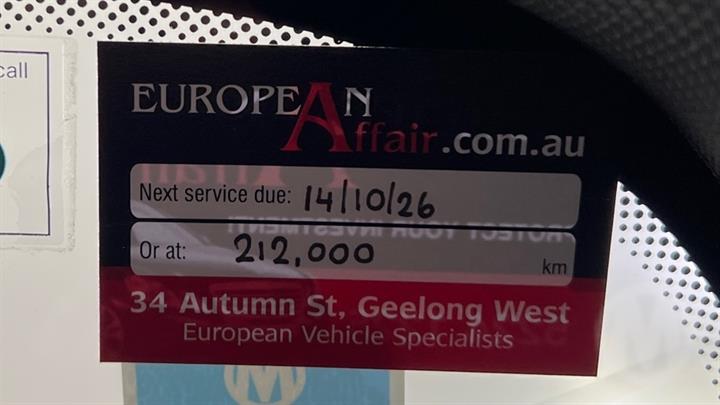 call
EUROPEAN
Affair.com.au
Next service due: 14/10/26
Or at: 212,000 km
34 Autumn St, Geelong West
European Vehicle Specialists